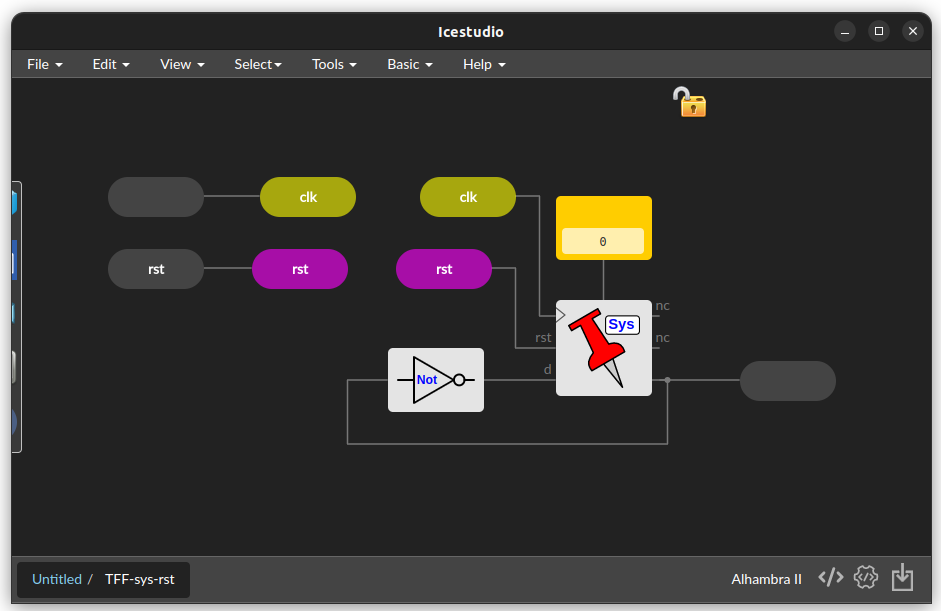 Icestudio
File Edit View Select Tools Basic Help
clk clk
0
rst rst rst
nc
Sys
rst nc
d
Not
Untitled / TFF-sys-rst Alhambra II </>